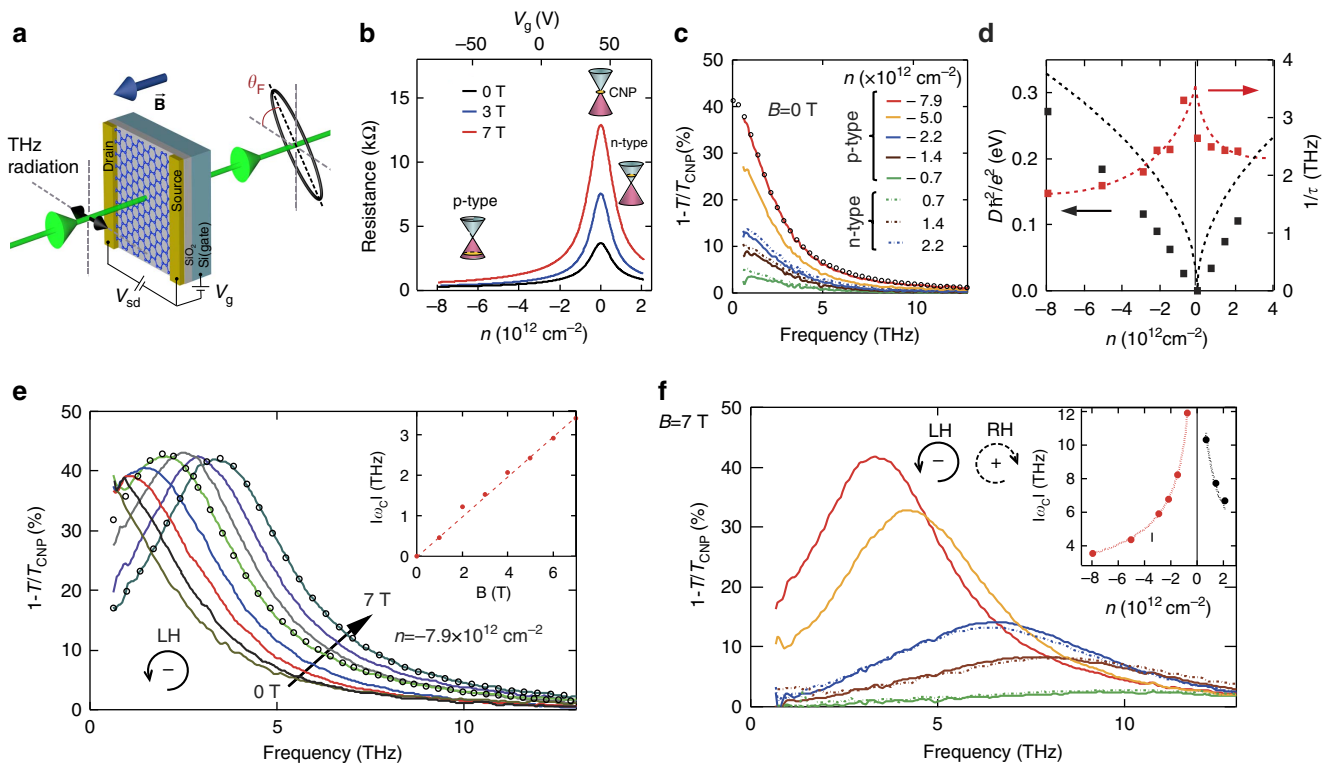 a
B
θF
THz
radiation
Drain
Source
SiO2
Si(gate)
Vsd
Vg
b
Vg (V)
−50 0 50
15
10
5
0
Resistance (kΩ)
0 T
3 T
7 T
CNP
n-type
p-type
−8 −6 −4 −2 0 2
n (10^12 cm−2)
c
50
40
30
20
10
0
1-T/TCNP (%)
B=0 T
n (×10^12 cm−2)
p-type
− 7.9
− 5.0
− 2.2
− 1.4
− 0.7
n-type
0.7
1.4
2.2
0 5 10
Frequency (THz)
d
0.3
0.2
0.1
0.0
Dħ2/e2 (eV)
4
3
2
1
0
1/τ (THz)
−8 −6 −4 −2 0 2 4
n (10^12cm−2)
e
50
40
30
20
10
0
1-T/TCNP (%)
LH
−
0 T
7 T
n=−7.9×10^12 cm−2
3
2
1
0
|ωC| (THz)
0 2 4 6
B (T)
0 5 10
Frequency (THz)
f
B=7 T
50
40
30
20
10
0
1-T/TCNP (%)
LH
−
RH
+
12
10
8
6
4
|ωC| (THz)
−8 −6 −4 −2 0 2
n (10^12 cm−2)
0 5 10
Frequency (THz)